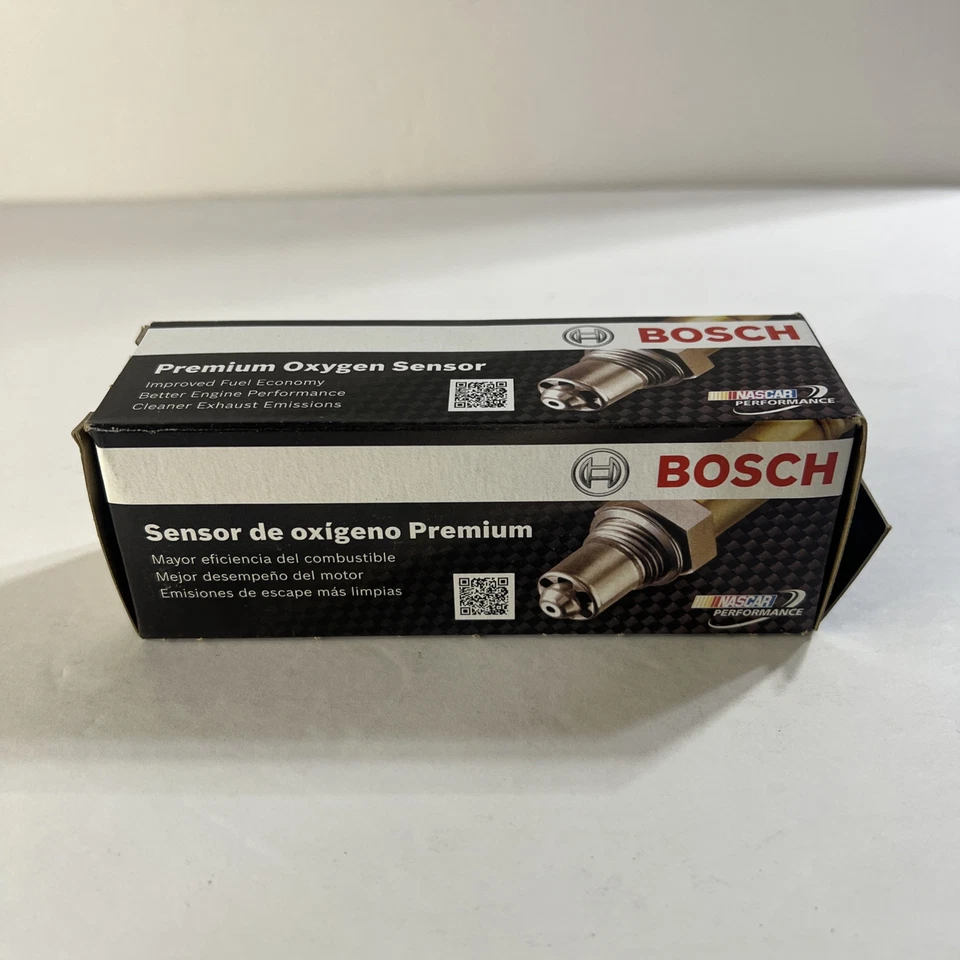 BOSCH
Premium Oxygen Sensor
Improved Fuel Economy
Better Engine Performance
Cleaner Exhaust Emissions
NASCAR
PERFORMANCE
BOSCH
Sensor de oxígeno Premium
Mayor eficiencia del combustible
Mejor desempeño del motor
Emisiones de escape más limpias
NASCAR
PERFORMANCE